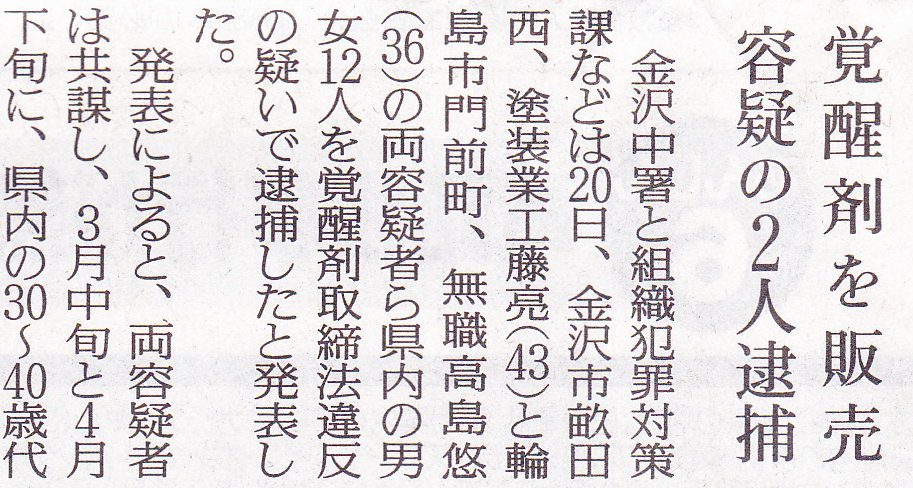 覚醒剤を販売
容疑の2人逮捕
金沢中署と組織犯罪対策
課などは20日、金沢市畝田
西、塗装業工藤亮(43)と輪
島市門前町、無職高島悠
(36)の両容疑者ら県内の男
女12人を覚醒剤取締法違反
の疑いで逮捕したと発表し
た。
発表によると、両容疑者
は共謀し、3月中旬と4月
下旬に、県内の30〜40歳代